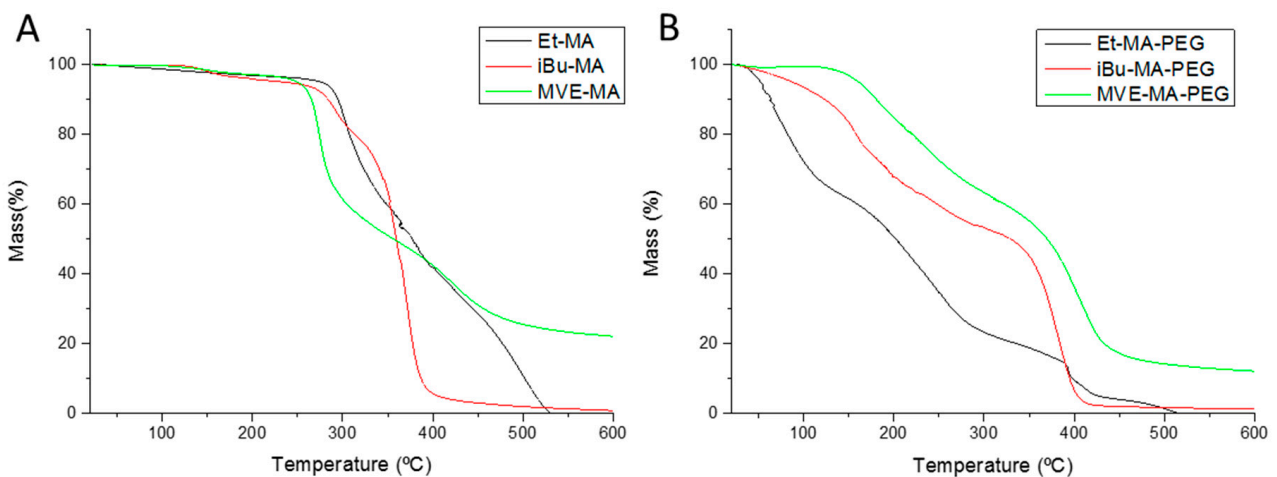 A
Et-MA
iBu-MA
MVE-MA
Mass(%)
100
80
60
40
20
0
100
200
300
400
500
600
Temperature (ºC)
B
Et-MA-PEG
iBu-MA-PEG
MVE-MA-PEG
Mass (%)
100
80
60
40
20
0
100
200
300
400
500
600
Temperature (ºC)